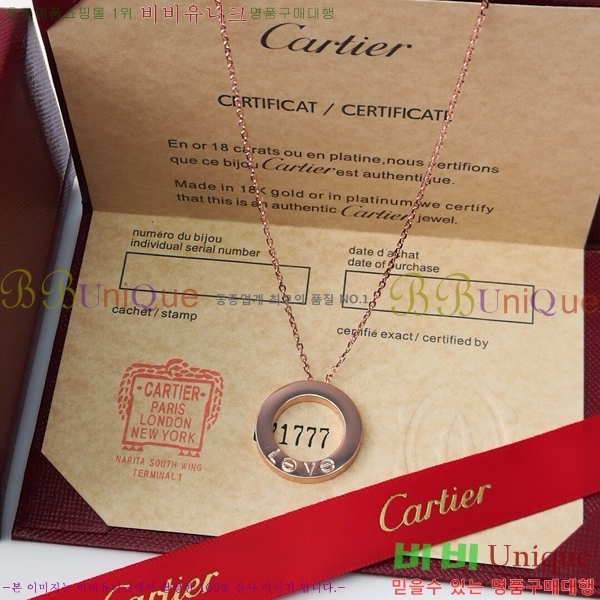 비비유니크명품구매대행
Cartier
CERTIFICAT / CERTIFICATE
En or 18 carats ou en platine, nous certifions
que ce bijou Cartier est authentique.
Made in 18K gold or in platinum we certify
that this is an authentic Cartier jewel.
numéro du bijou
individual serial number
date d'achat
date of purchase
BBUniQue
NO.1
BBUniQue
cachet / stamp
certifié exact / certified by
CARTIER
PARIS
LONDON
NEW YORK
NARITA SOUTH WING
TERMINAL 1
1777
LOVE
Cartier
비비 Unique
믿을수 있는 명품구매대행
Cartier